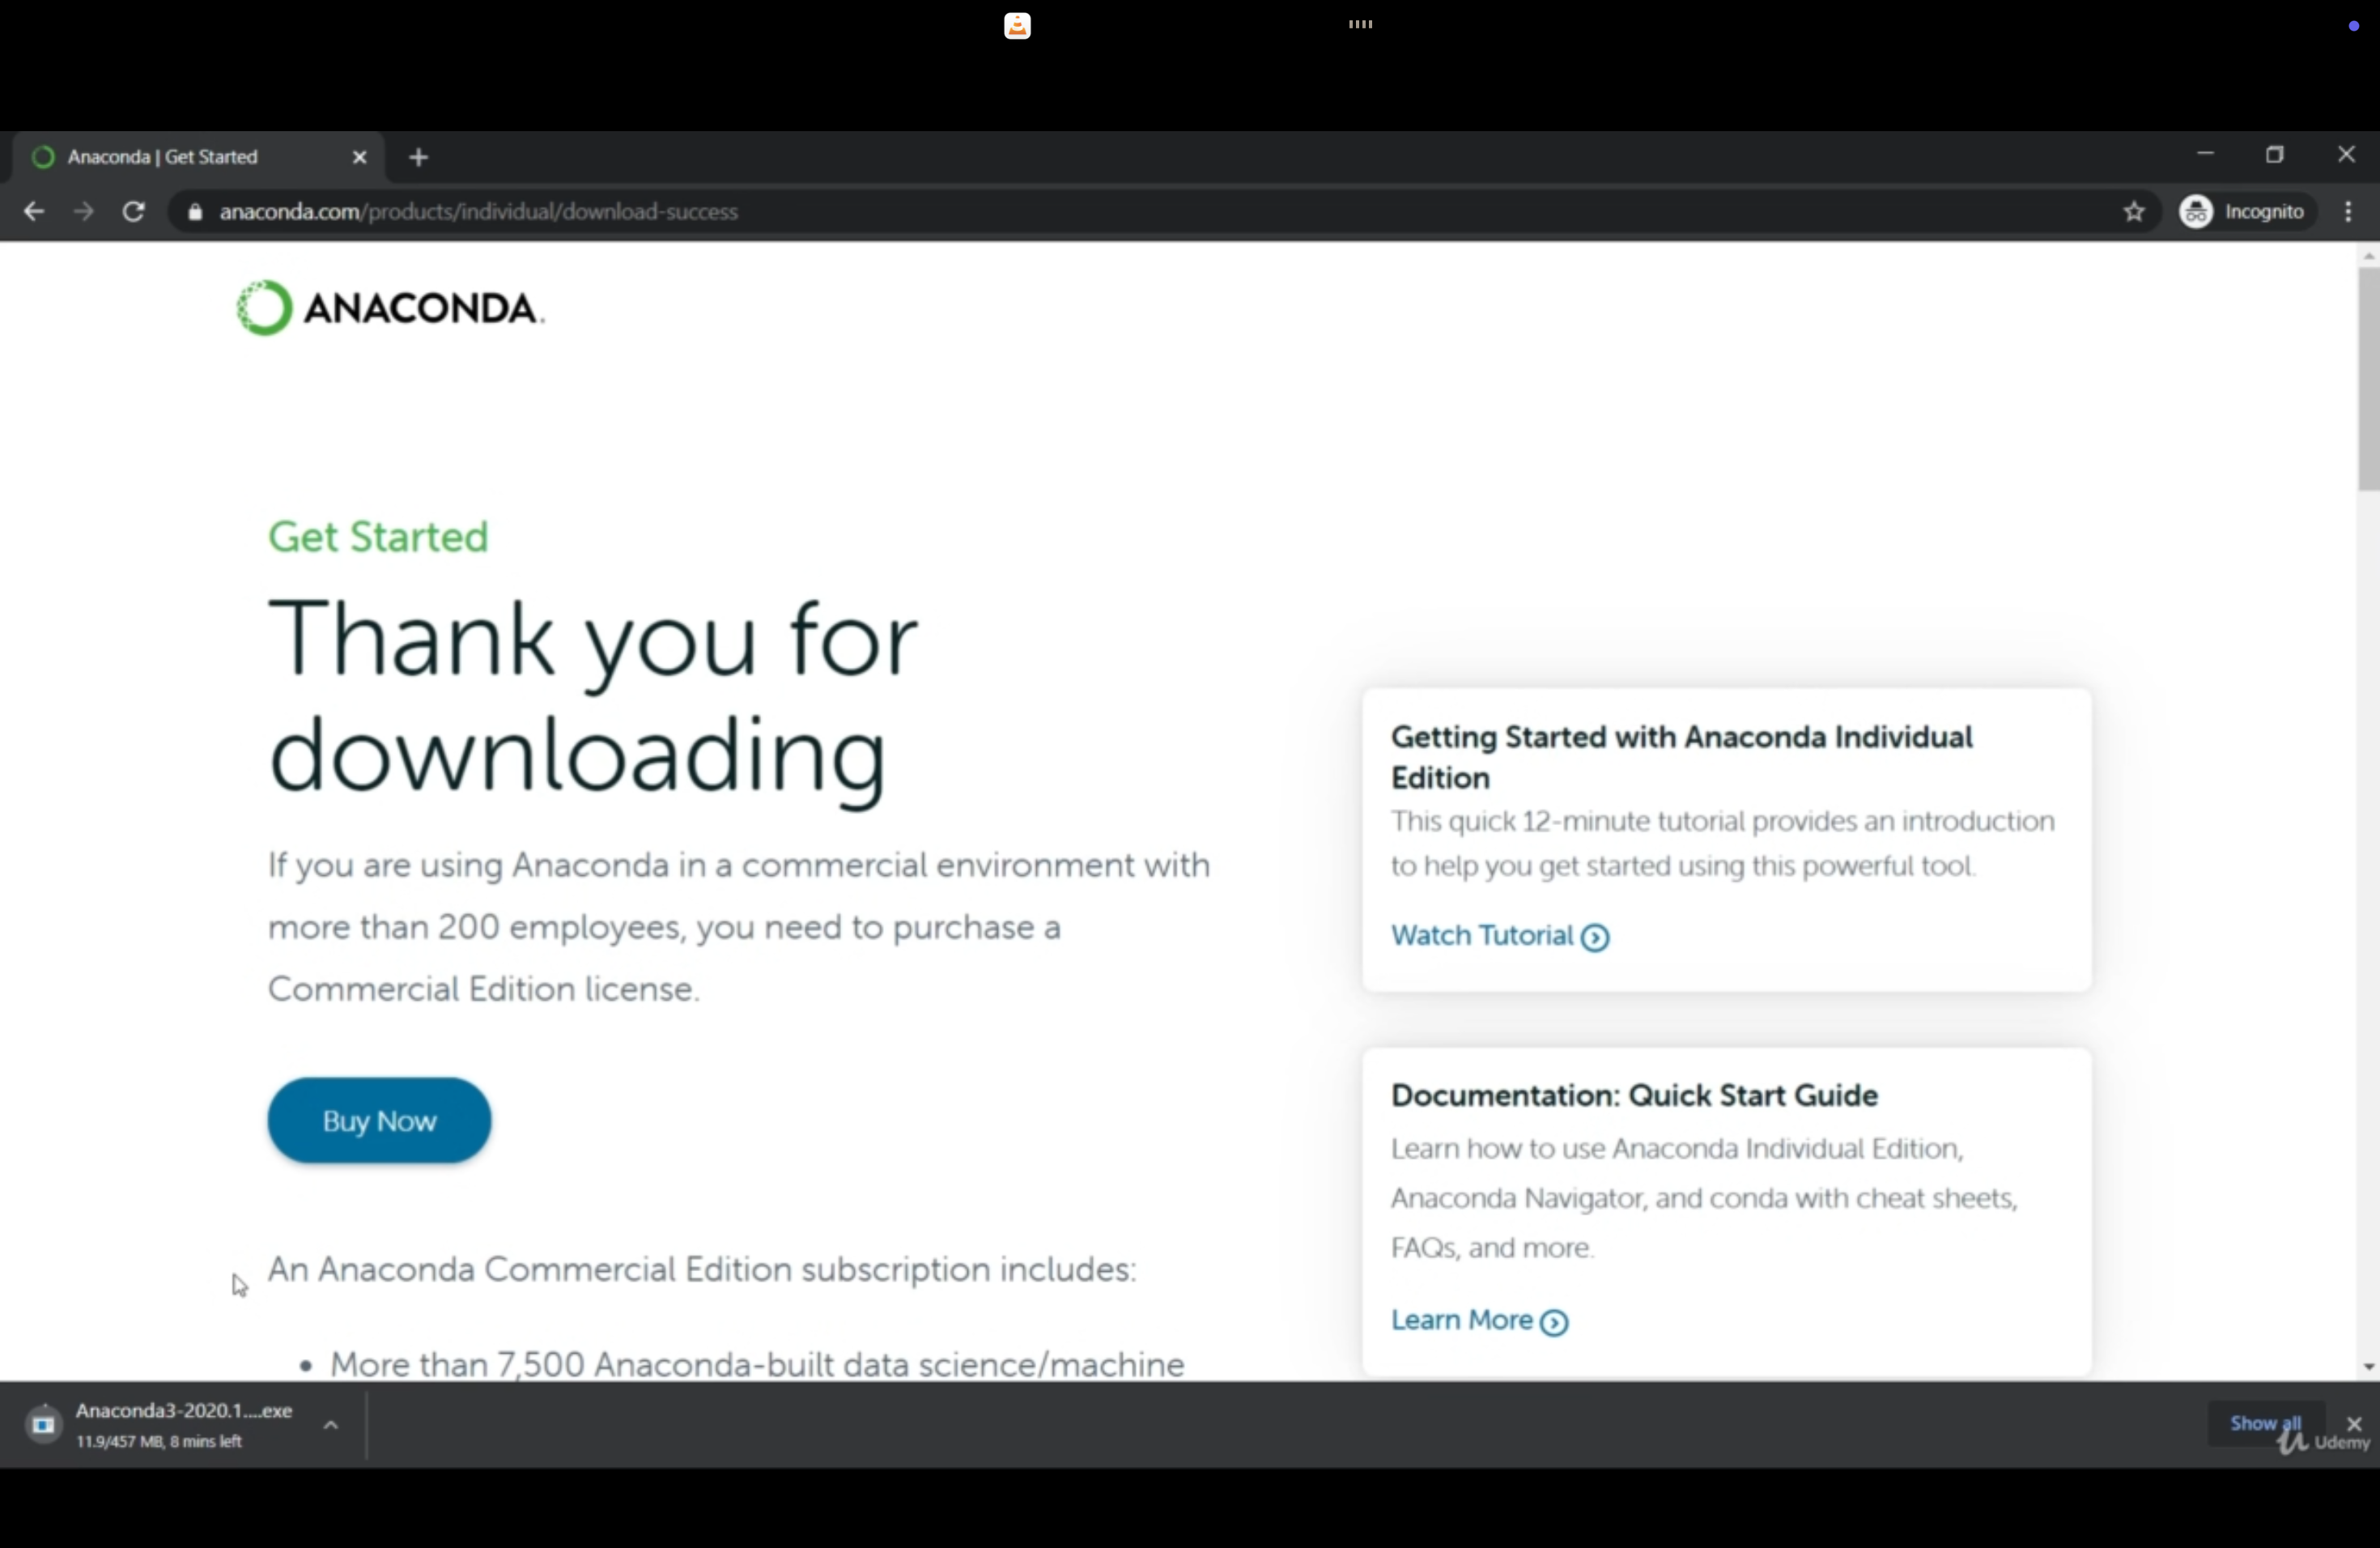 Anaconda | Get Started
anaconda.com/products/individual/download-success
Incognito
ANACONDA.
Get Started
Thank you for
downloading
If you are using Anaconda in a commercial environment with
more than 200 employees, you need to purchase a
Commercial Edition license.
Buy Now
An Anaconda Commercial Edition subscription includes:
• More than 7,500 Anaconda-built data science/machine
Getting Started with Anaconda Individual
Edition
This quick 12-minute tutorial provides an introduction
to help you get started using this powerful tool.
Watch Tutorial
Documentation: Quick Start Guide
Learn how to use Anaconda Individual Edition,
Anaconda Navigator, and conda with cheat sheets,
FAQs, and more.
Learn More
Anaconda3-2020.1....exe
11.9/457 MB, 8 mins left
Show all
Udemy